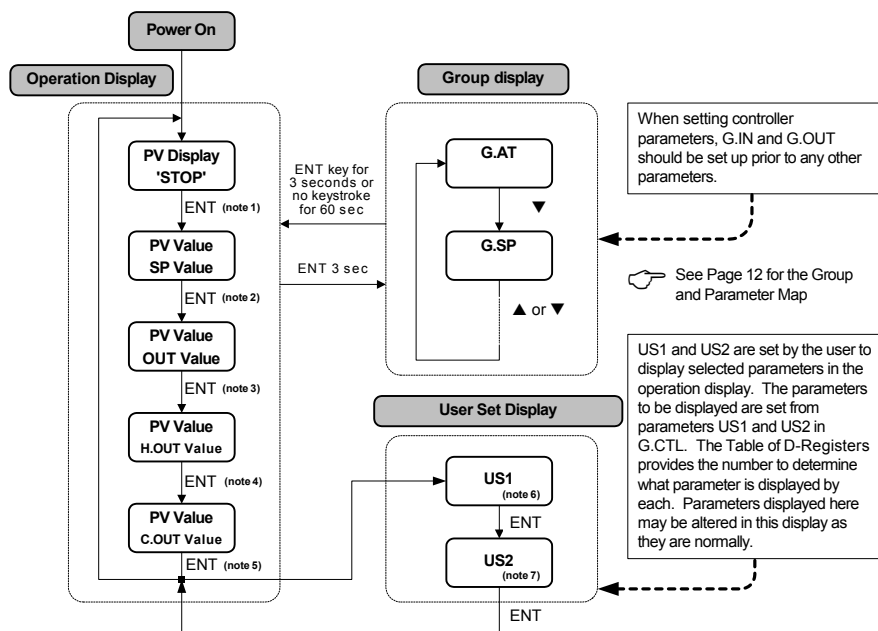 Power On
Operation Display
PV Display
'STOP'
ENT (note 1)
PV Value
SP Value
ENT (note 2)
PV Value
OUT Value
ENT (note 3)
PV Value
H.OUT Value
ENT (note 4)
PV Value
C.OUT Value
ENT (note 5)
ENT key for
3 seconds or
no keystroke
for 60 sec
ENT 3 sec
Group display
G.AT
▼
G.SP
▲ or ▼
User Set Display
US1
(note 6)
ENT
US2
(note 7)
ENT
When setting controller
parameters, G.IN and G.OUT
should be set up prior to any other
parameters.
See Page 12 for the Group
and Parameter Map
US1 and US2 are set by the user to
display selected parameters in the
operation display. The parameters
to be displayed are set from
parameters US1 and US2 in
G.CTL. The Table of D-Registers
provides the number to determine
what parameter is displayed by
each. Parameters displayed here
may be altered in this display as
they are normally.